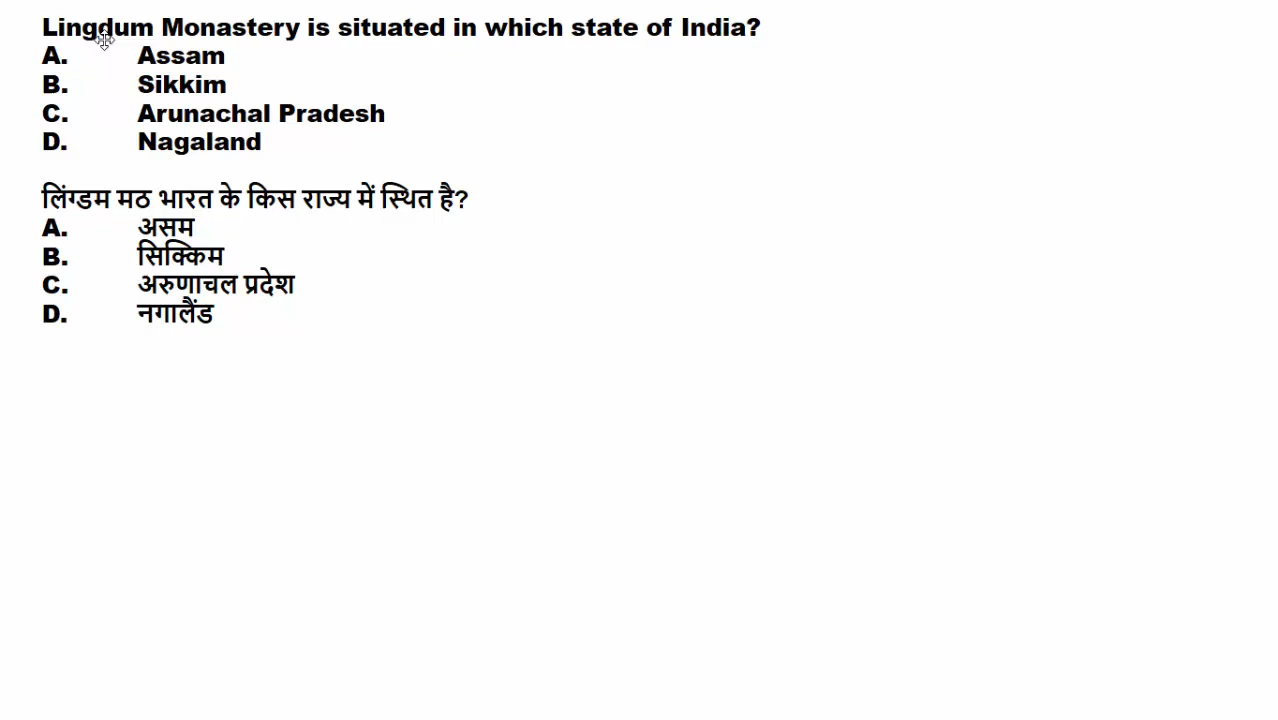 Lingdum Monastery is situated in which state of India?
A. Assam
B. Sikkim
C. Arunachal Pradesh
D. Nagaland
लिंग्डम मठ भारत के किस राज्य में स्थित है?
A. असम
B. सिक्किम
C. अरुणाचल प्रदेश
D. नगालैंड